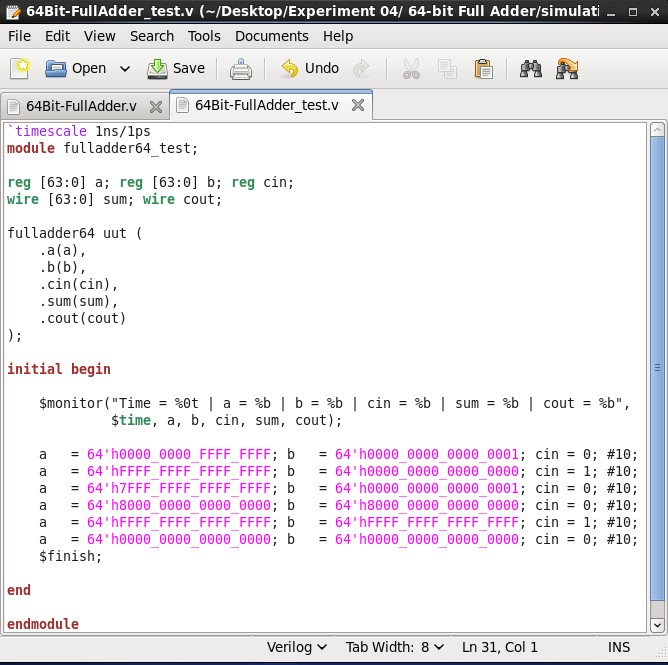 64Bit-FullAdder_test.v (~/Desktop/Experiment 04/ 64-bit Full Adder/simulati
File Edit View Search Tools Documents Help
Open Save Undo
64Bit-FullAdder.v 64Bit-FullAdder_test.v
`timescale 1ns/1ps
module fulladder64_test;
reg [63:0] a; reg [63:0] b; reg cin;
wire [63:0] sum; wire cout;
fulladder64 uut (
.a(a),
.b(b),
.cin(cin),
.sum(sum),
.cout(cout)
);
initial begin
$monitor("Time = %0t | a = %b | b = %b | cin = %b | sum = %b | cout = %b",
$time, a, b, cin, sum, cout);
a   = 64'h0000_0000_FFFF_FFFF; b   = 64'h0000_0000_0000_0001; cin = 0; #10;
a   = 64'hFFFF_FFFF_FFFF_FFFF; b   = 64'h0000_0000_0000_0000; cin = 1; #10;
a   = 64'h7FFF_FFFF_FFFF_FFFF; b   = 64'h0000_0000_0000_0001; cin = 0; #10;
a   = 64'h8000_0000_0000_0000; b   = 64'h8000_0000_0000_0000; cin = 0; #10;
a   = 64'hFFFF_FFFF_FFFF_FFFF; b   = 64'hFFFF_FFFF_FFFF_FFFF; cin = 1; #10;
a   = 64'h0000_0000_0000_0000; b   = 64'h0000_0000_0000_0000; cin = 0; #10;
$finish;
end
endmodule
Verilog Tab Width: 8 Ln 31, Col 1 INS